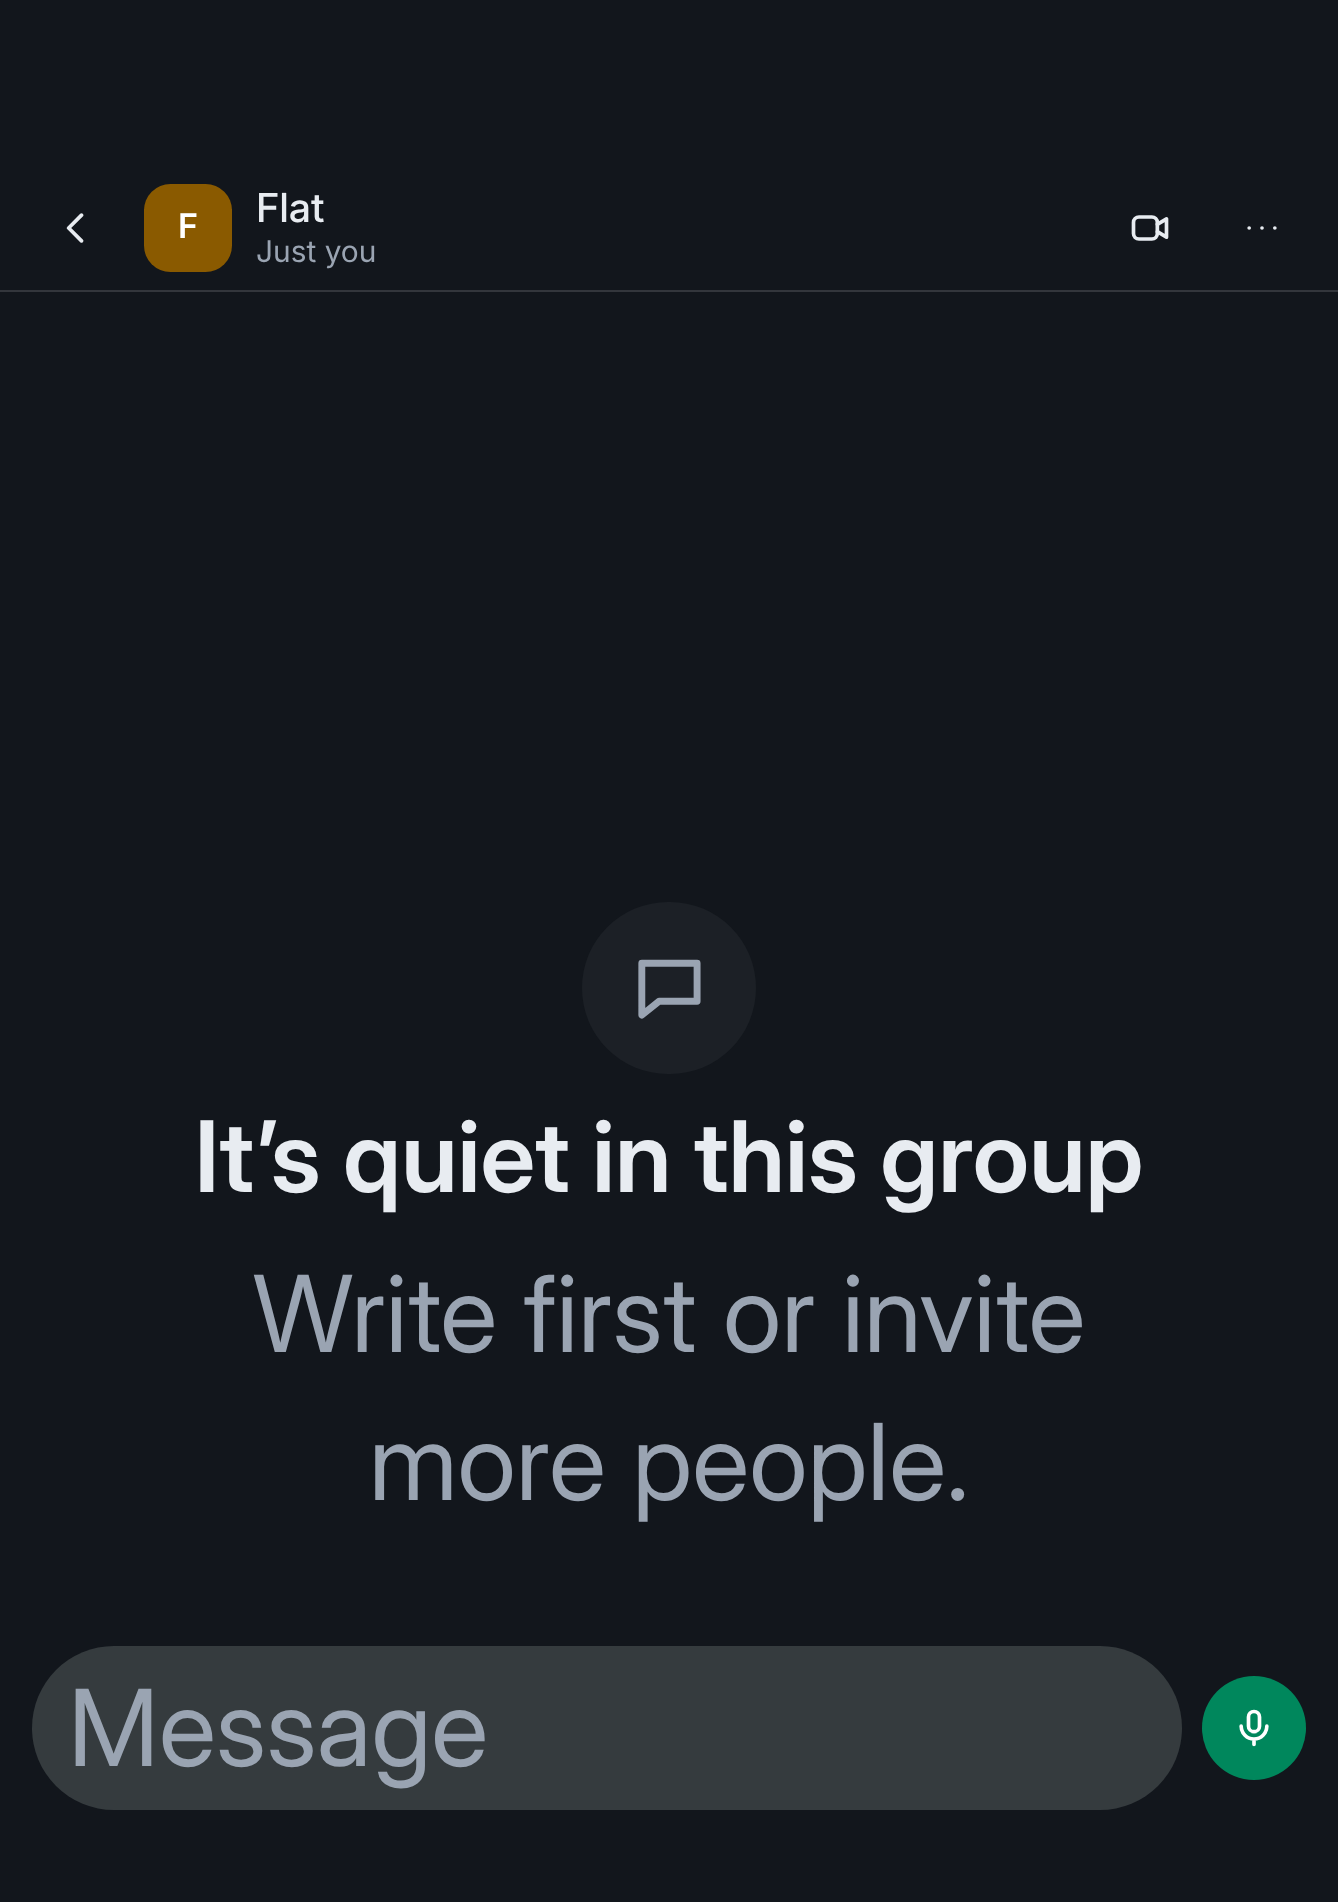 F
Flat
Just you
It’s quiet in this group
Write first or invite
more people.
Message